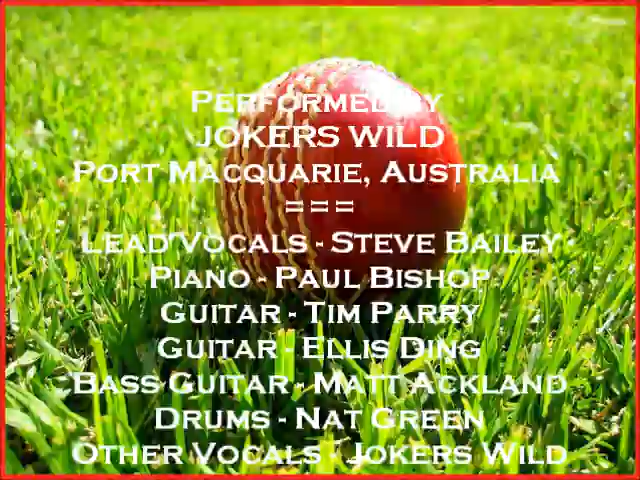 Performed by
JOKERS WILD
Port Macquarie, Australia
===
Lead Vocals - Steve Bailey
Piano - Paul Bishop
Guitar - Tim Parry
Guitar - Ellis Ding
Bass Guitar - Matt Ackland
Drums - Nat Green
Other Vocals - Jokers Wild